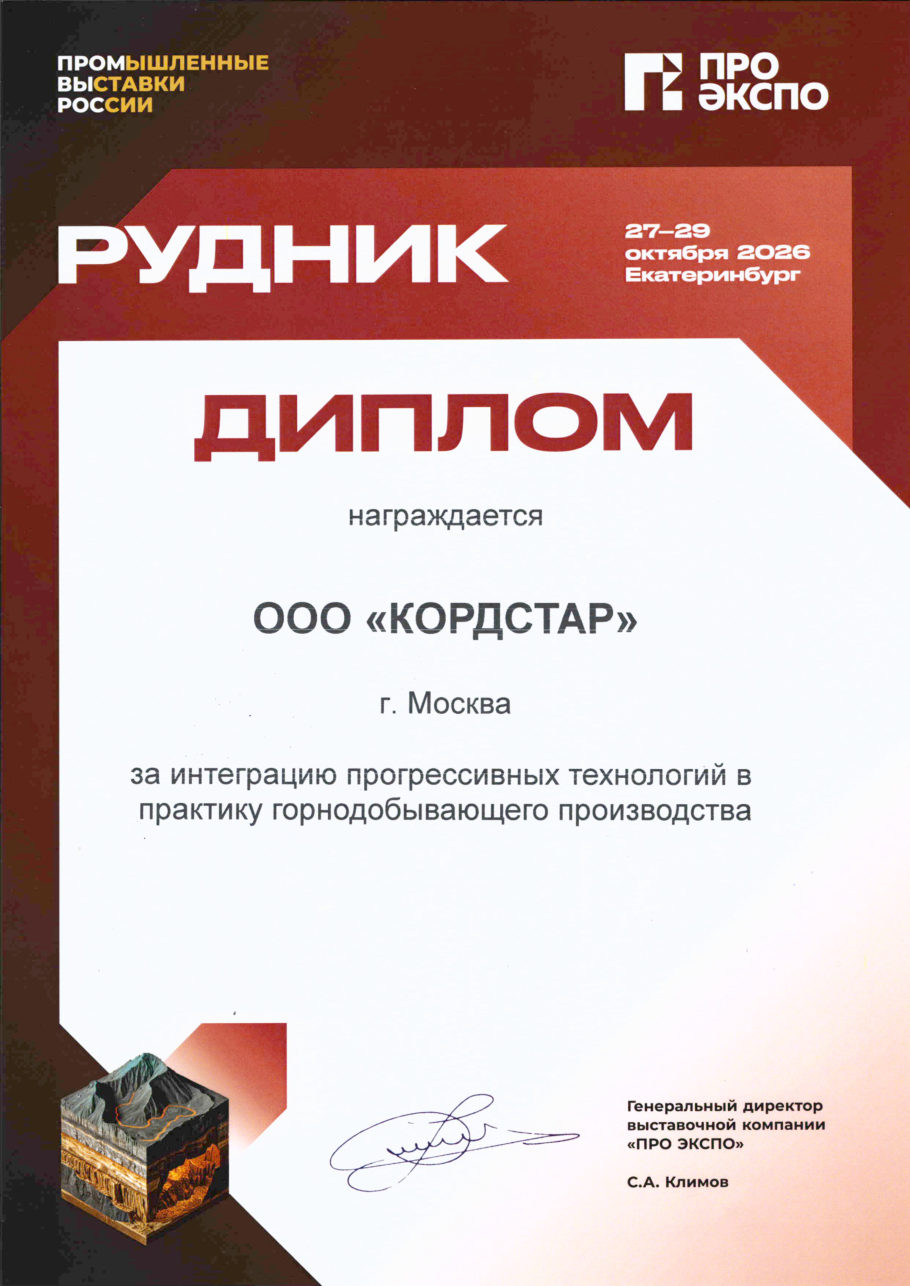 ПРОМЫШЛЕННЫЕ
ВЫСТАВКИ
РОССИИ
ПРО
ЭКСПО
РУДНИК
27–29
октября 2026
Екатеринбург
ДИПЛОМ
награждается
ООО «КОРДСТАР»
г. Москва
за интеграцию прогрессивных технологий в
практику горнодобывающего производства
Генеральный директор
выставочной компании
«ПРО ЭКСПО»
С.А. Климов